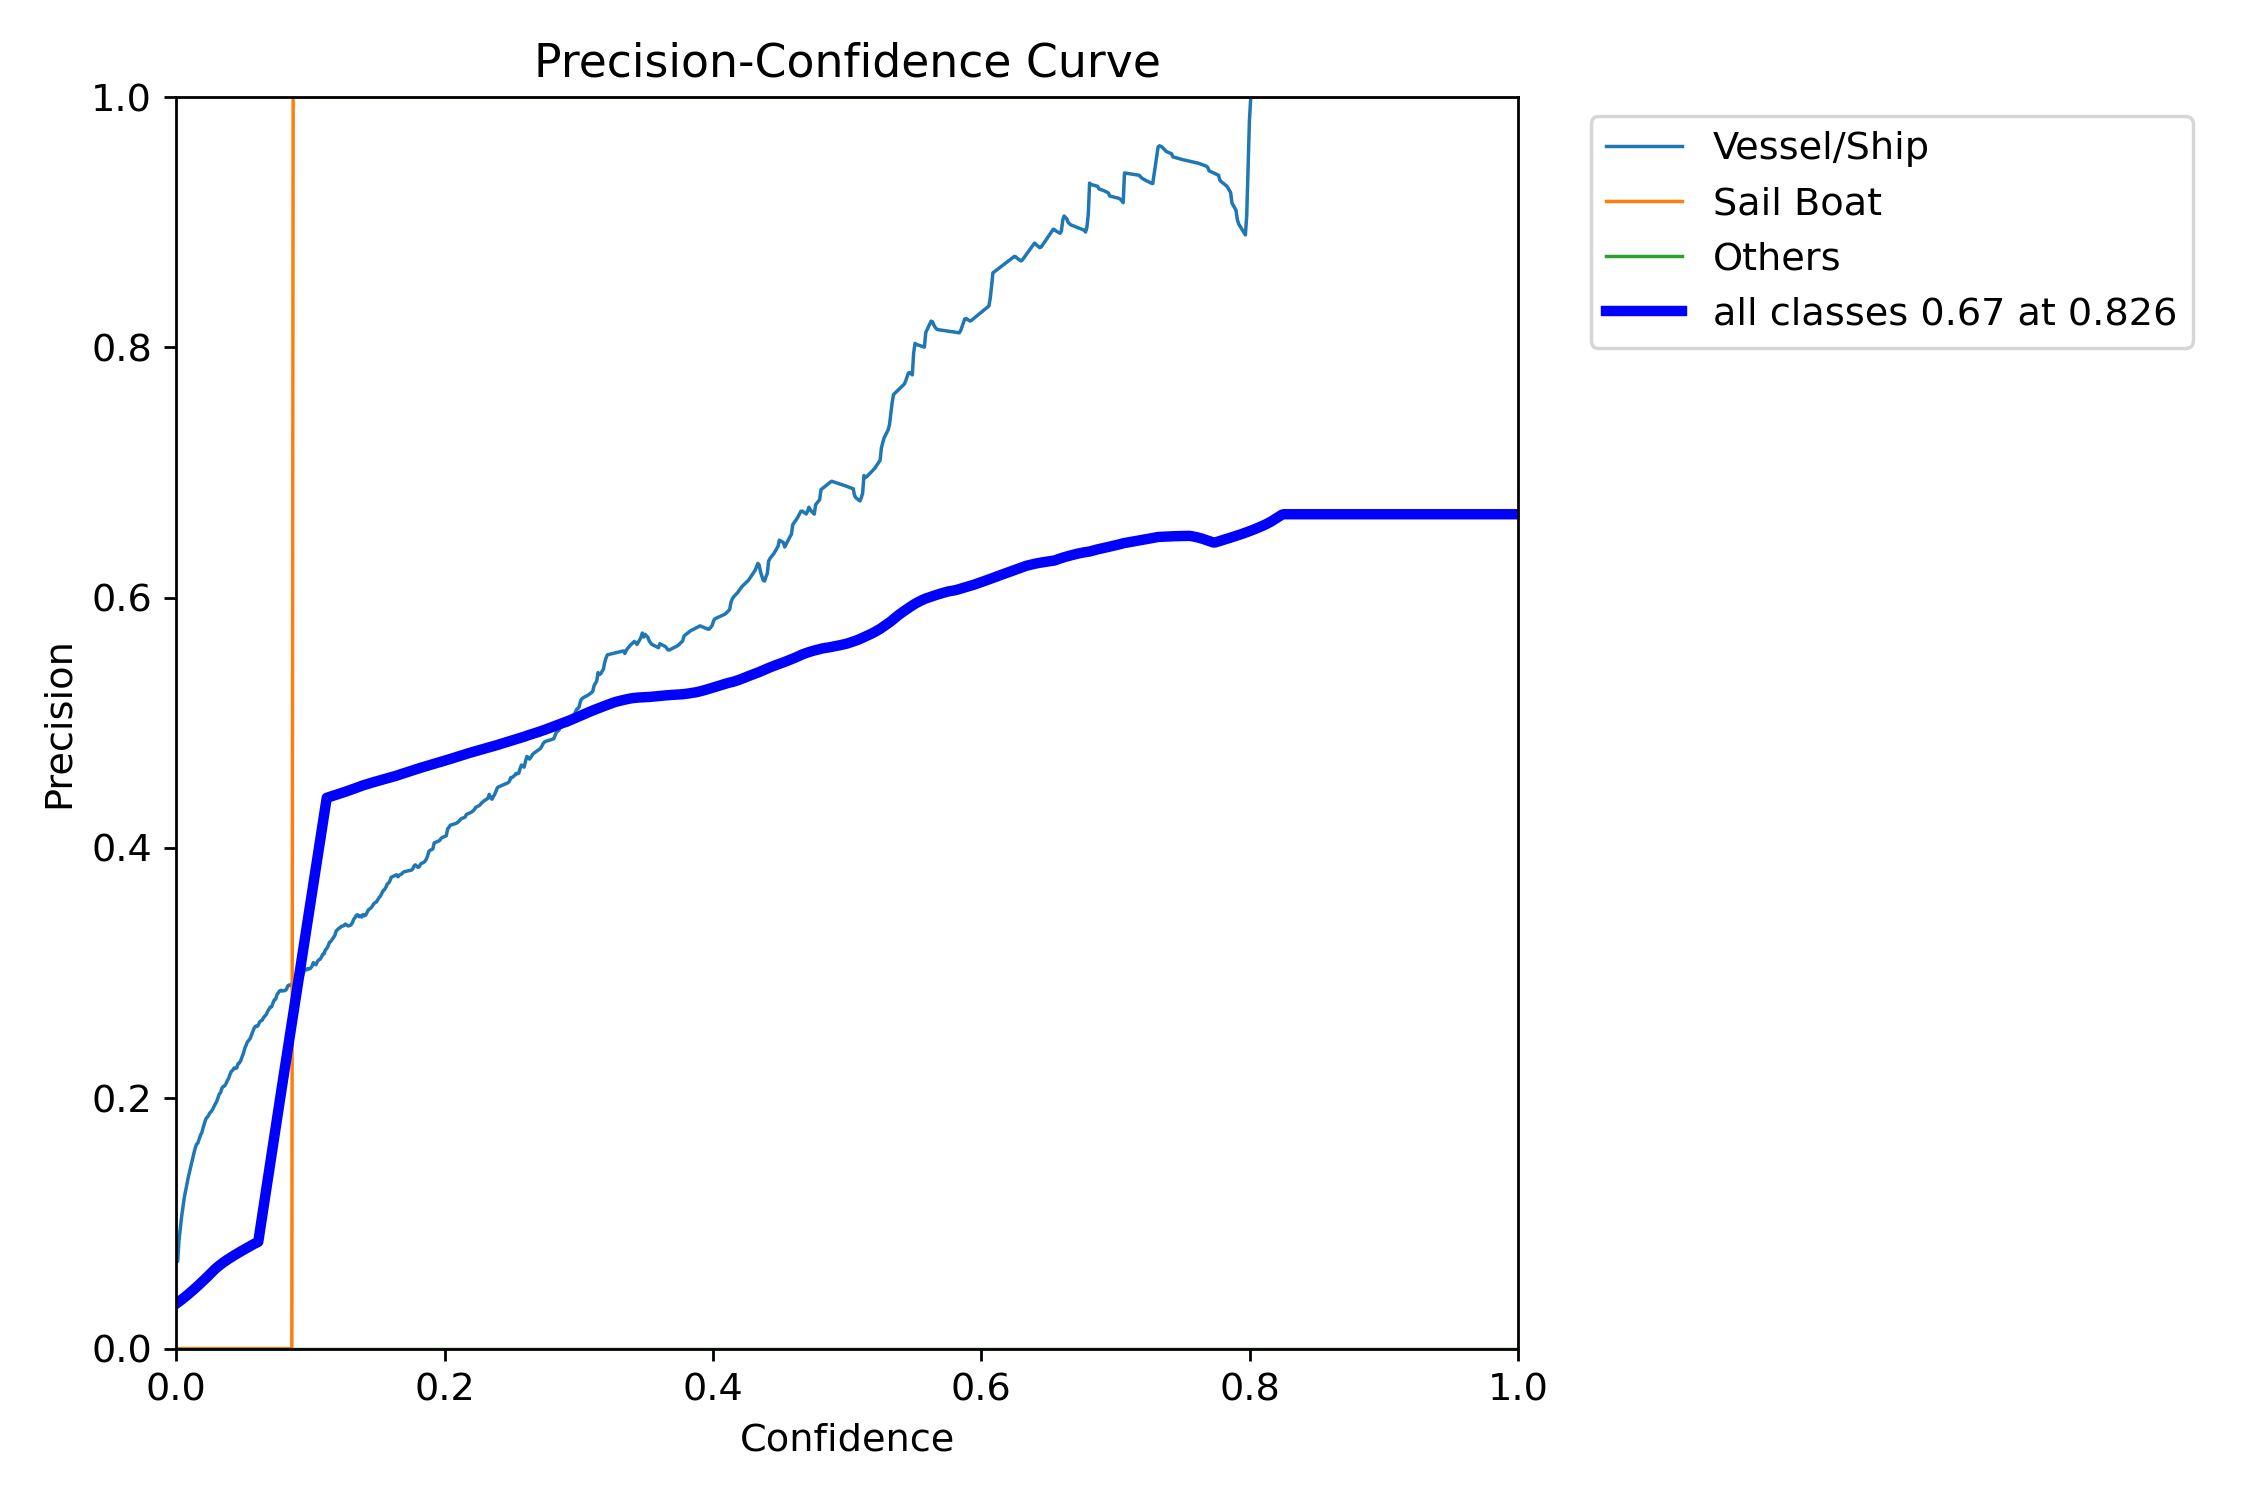 Precision-Confidence Curve
1.0
0.8
0.6
0.4
0.2
0.0
Precision
0.0 0.2 0.4 0.6 0.8 1.0
Confidence
Vessel/Ship
Sail Boat
Others
all classes 0.67 at 0.826